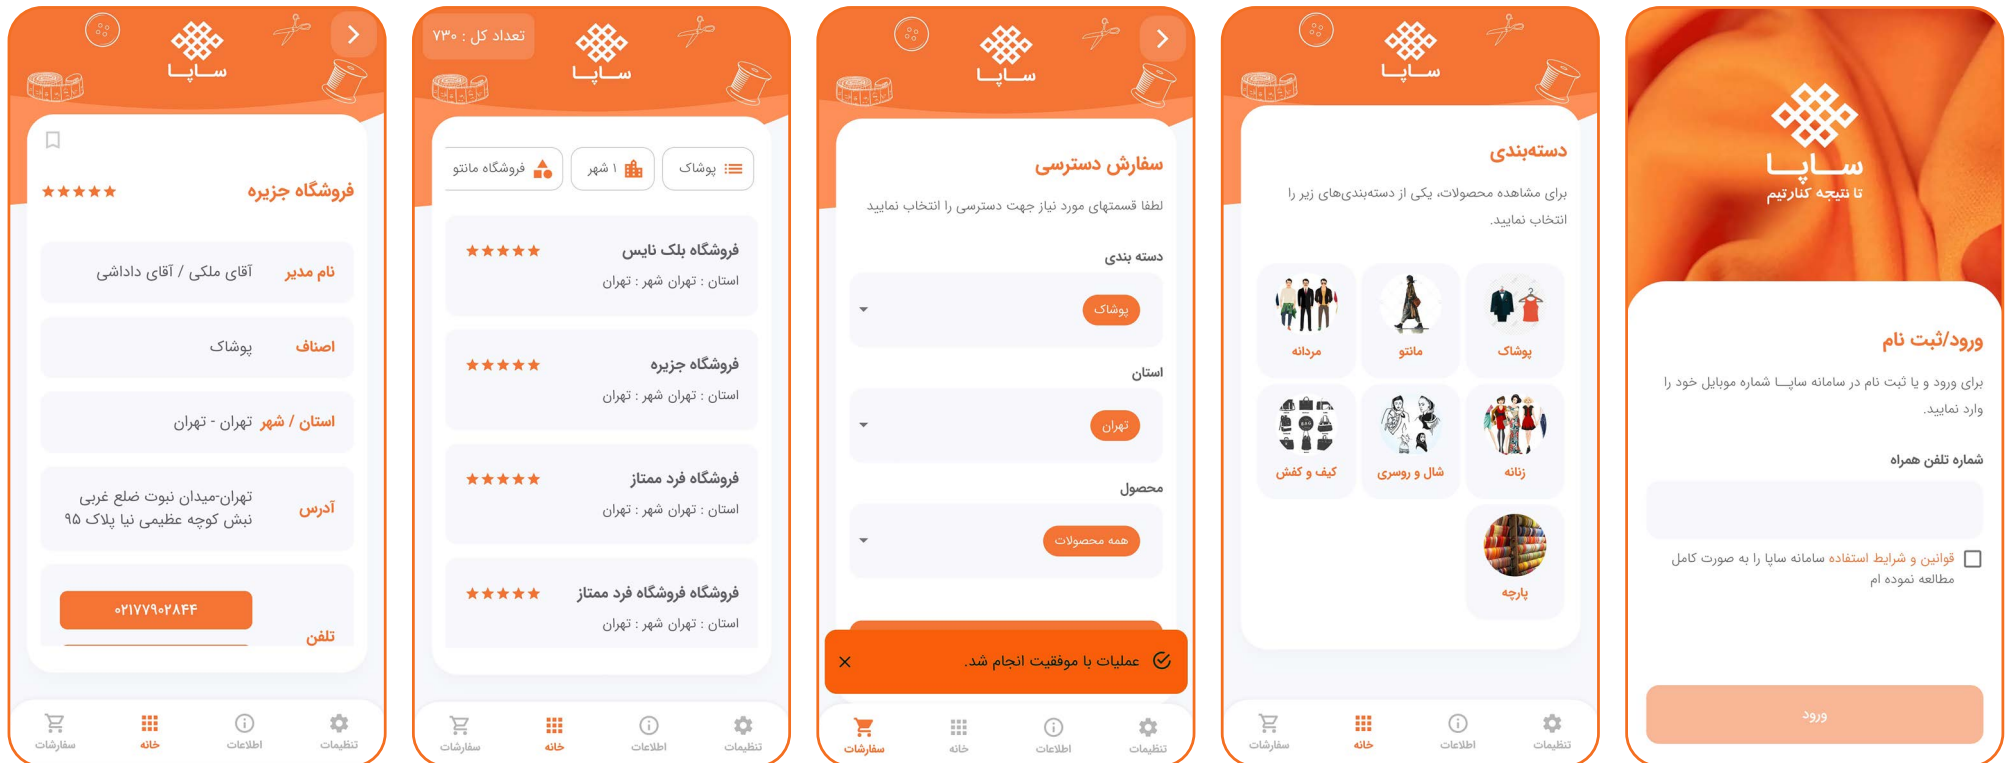 ساپا
تا نتیجه کنارتیم
ورود/ثبت نام
برای ورود و یا ثبت نام در سامانه ساپــا شماره موبایل خود را
وارد نمایید.
شماره تلفن همراه
قوانین و شرایط استفاده سامانه ساپا را به صورت کامل
مطالعه نموده ام
ورود
ساپا
دسته‌بندی
برای مشاهده محصولات، یکی از دسته‌بندی‌های زیر را
انتخاب نمایید.
پوشاک
مانتو
مردانه
زنانه
شال و روسری
کیف و کفش
پارچه
تنظیمات
اطلاعات
خانه
سفارشات
ساپا
سفارش دسترسی
لطفا قسمتهای مورد نیاز جهت دسترسی را انتخاب نمایید
دسته بندی
پوشاک
استان
تهران
محصول
همه محصولات
عملیات با موفقیت انجام شد.
تنظیمات
اطلاعات
خانه
سفارشات
ساپا
تعداد کل : ۷۳۰
پوشاک
۱ شهر
فروشگاه مانتو
فروشگاه بلک نایس
استان : تهران شهر : تهران
فروشگاه جزیره
استان : تهران شهر : تهران
فروشگاه فرد ممتاز
استان : تهران شهر : تهران
فروشگاه فروشگاه فرد ممتاز
استان : تهران شهر : تهران
تنظیمات
اطلاعات
خانه
سفارشات
ساپا
فروشگاه جزیره
نام مدیر آقای ملکی / آقای داداشی
اصناف پوشاک
استان / شهر تهران - تهران
آدرس تهران-میدان نبوت ضلع غربی
نبش کوچه عظیمی نیا پلاک ۹۵
۰۲۱۷۷۹۰۲۸۴۴
تلفن
تنظیمات
اطلاعات
خانه
سفارشات